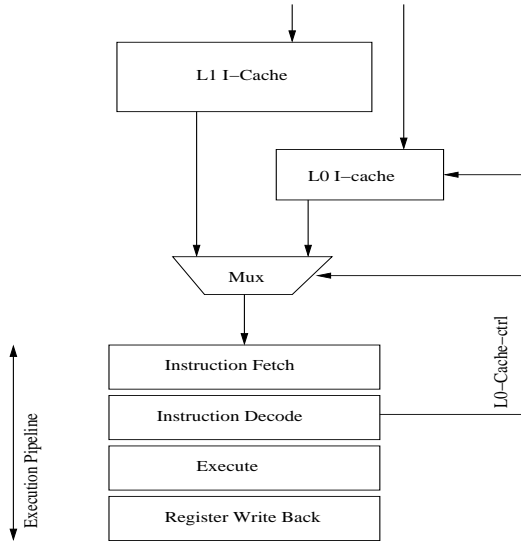 L1 I−Cache
L0 I−cache
Mux
Instruction Fetch
Instruction Decode
Execute
Register Write Back
Execution Pipeline
L0−Cache−ctrl